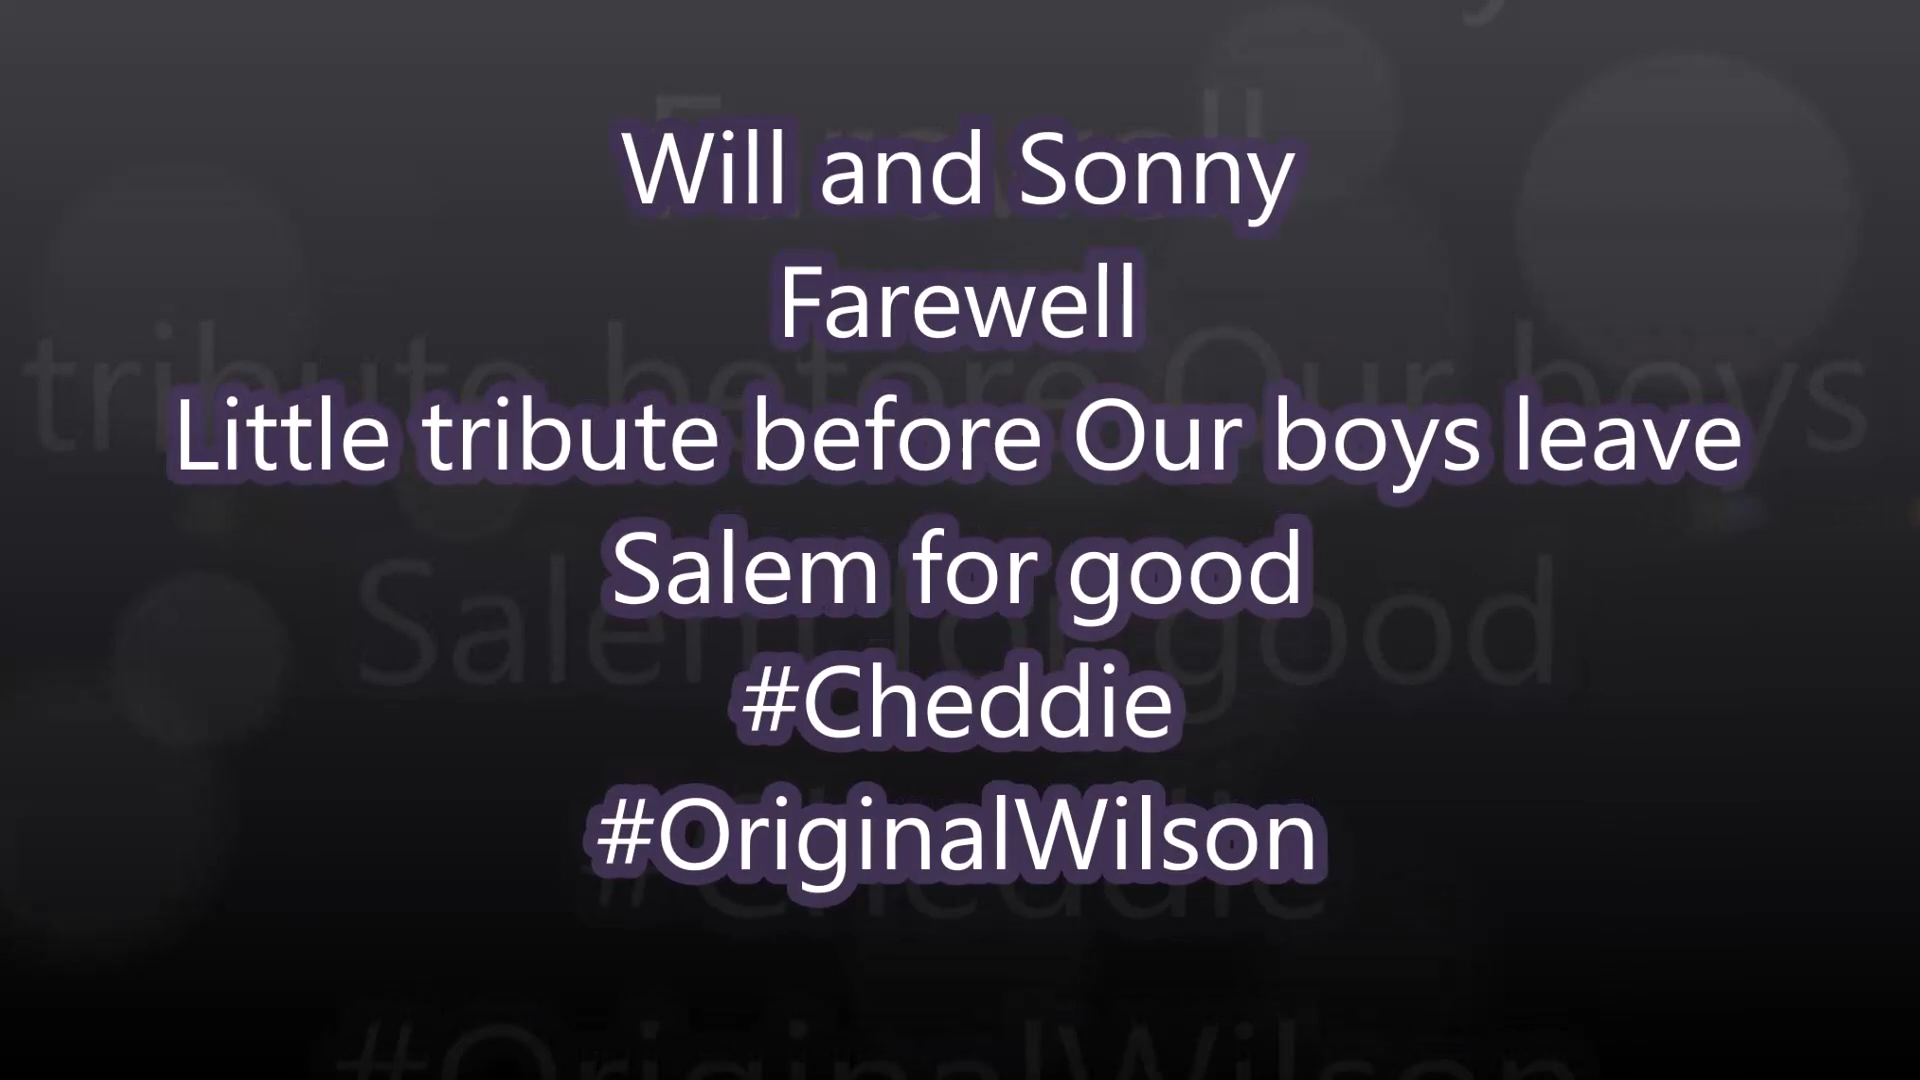 Will and Sonny
Farewell
Little tribute before Our boys leave
Salem for good
#Cheddie
#OriginalWilson